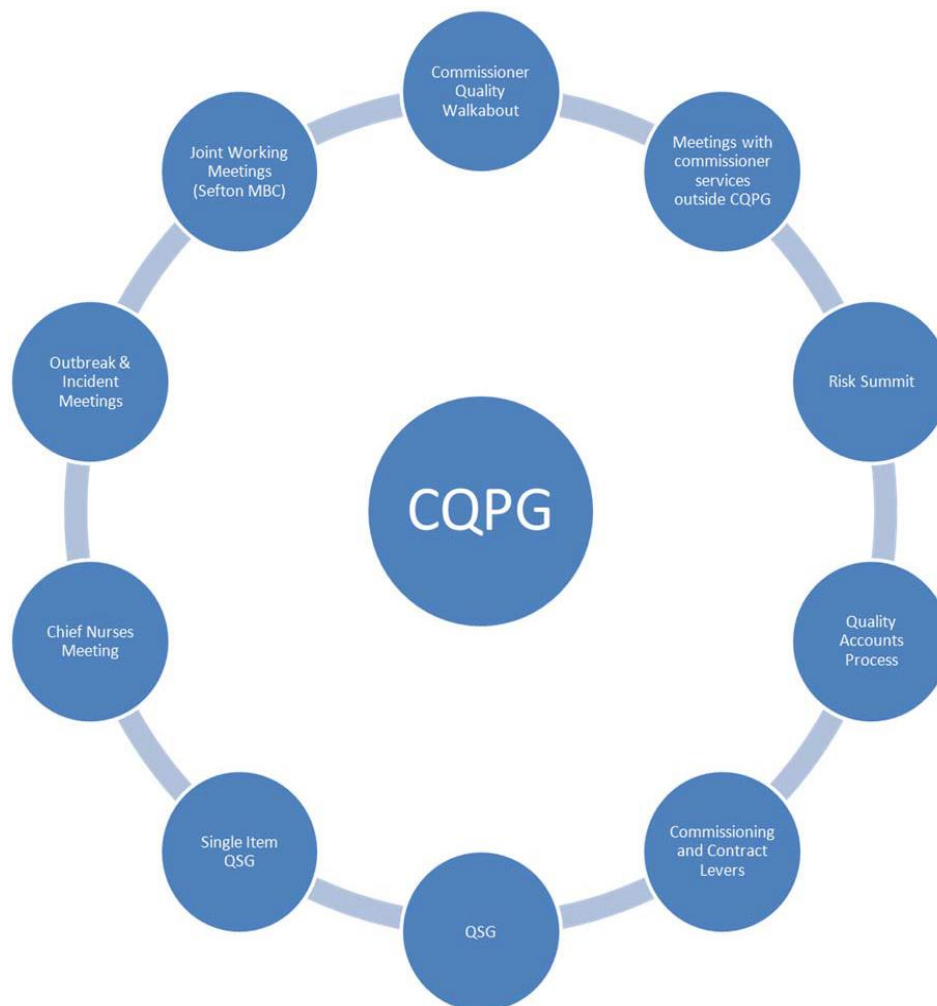 Commissioner
Quality
Walkabout
Meetings with
commissioner
services
outside CQPG
Risk Summit
Quality
Accounts
Process
Commissioning
and Contract
Levers
QSG
Single Item
QSG
Chief Nurses
Meeting
Outbreak &
Incident
Meetings
Joint Working
Meetings
(Sefton MBC)
CQPG